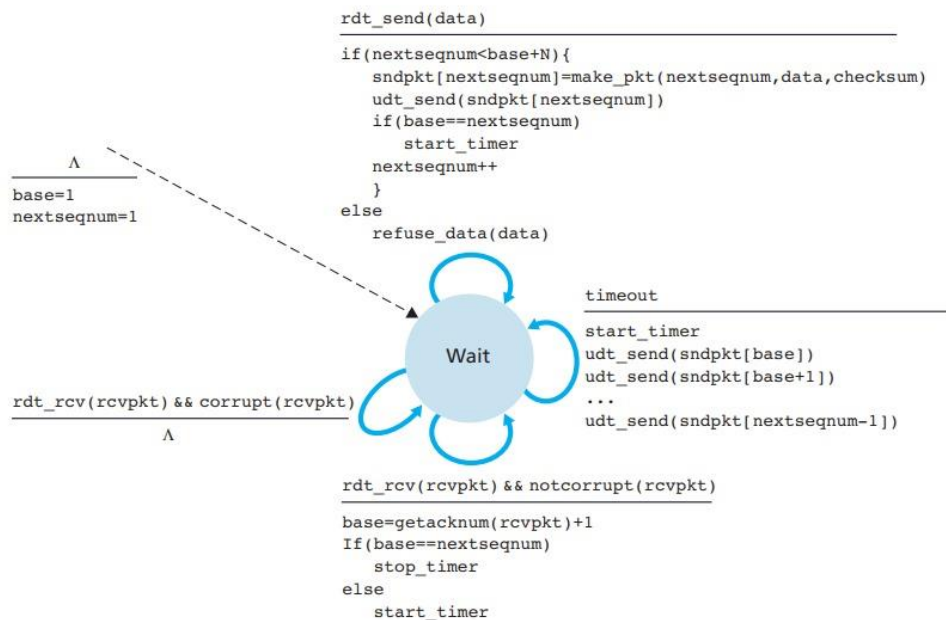 rdt_send(data)
if(nextseqnum<base+N){
sndpkt[nextseqnum]=make_pkt(nextseqnum,data,checksum)
udt_send(sndpkt[nextseqnum])
if(base==nextseqnum)
start_timer
nextseqnum++
}
else
refuse_data(data)
Λ
base=1
nextseqnum=1
Wait
timeout
start_timer
udt_send(sndpkt[base])
udt_send(sndpkt[base+1])
...
udt_send(sndpkt[nextseqnum-1])
rdt_rcv(rcvpkt) && corrupt(rcvpkt)
Λ
rdt_rcv(rcvpkt) && notcorrupt(rcvpkt)
base=getacknum(rcvpkt)+1
If(base==nextseqnum)
stop_timer
else
start_timer